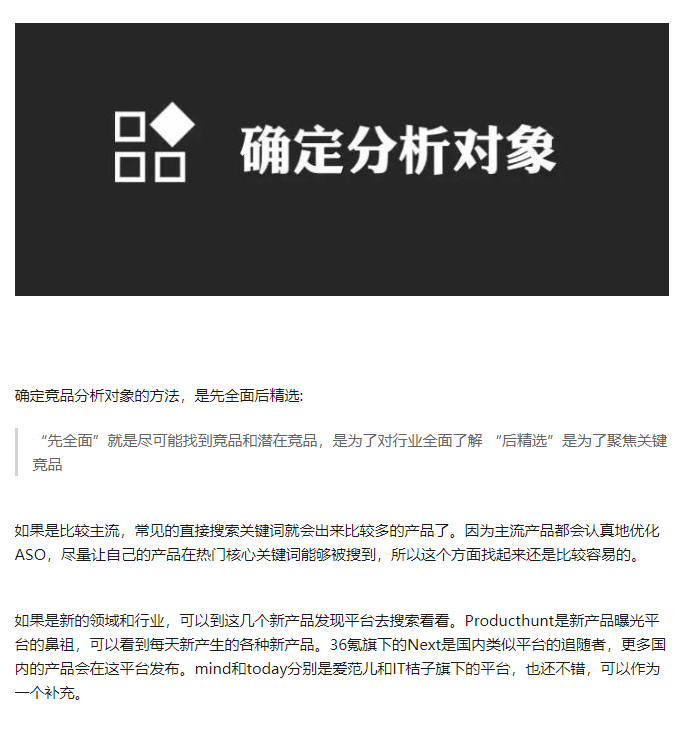 确定分析对象
确定竞品分析对象的方法，是先全面后精选:
“先全面”就是尽可能找到竞品和潜在竞品，是为了对行业全面了解 “后精选”是为了聚焦关键
竞品
如果是比较主流，常见的直接搜索关键词就会出来比较多的产品了。因为主流产品都会认真地优化
ASO，尽量让自己的产品在热门核心关键词能够被搜到，所以这个方面找起来还是比较容易的。
如果是新的领域和行业，可以到这几个新产品发现平台去搜索看看。Producthunt是新产品曝光平
台的鼻祖，可以看到每天新产生的各种新产品。36氪旗下的Next是国内类似平台的追随者，更多国
内的产品会在这平台发布。mind和today分别是爱范儿和IT桔子旗下的平台，也还不错，可以作为
一个补充。